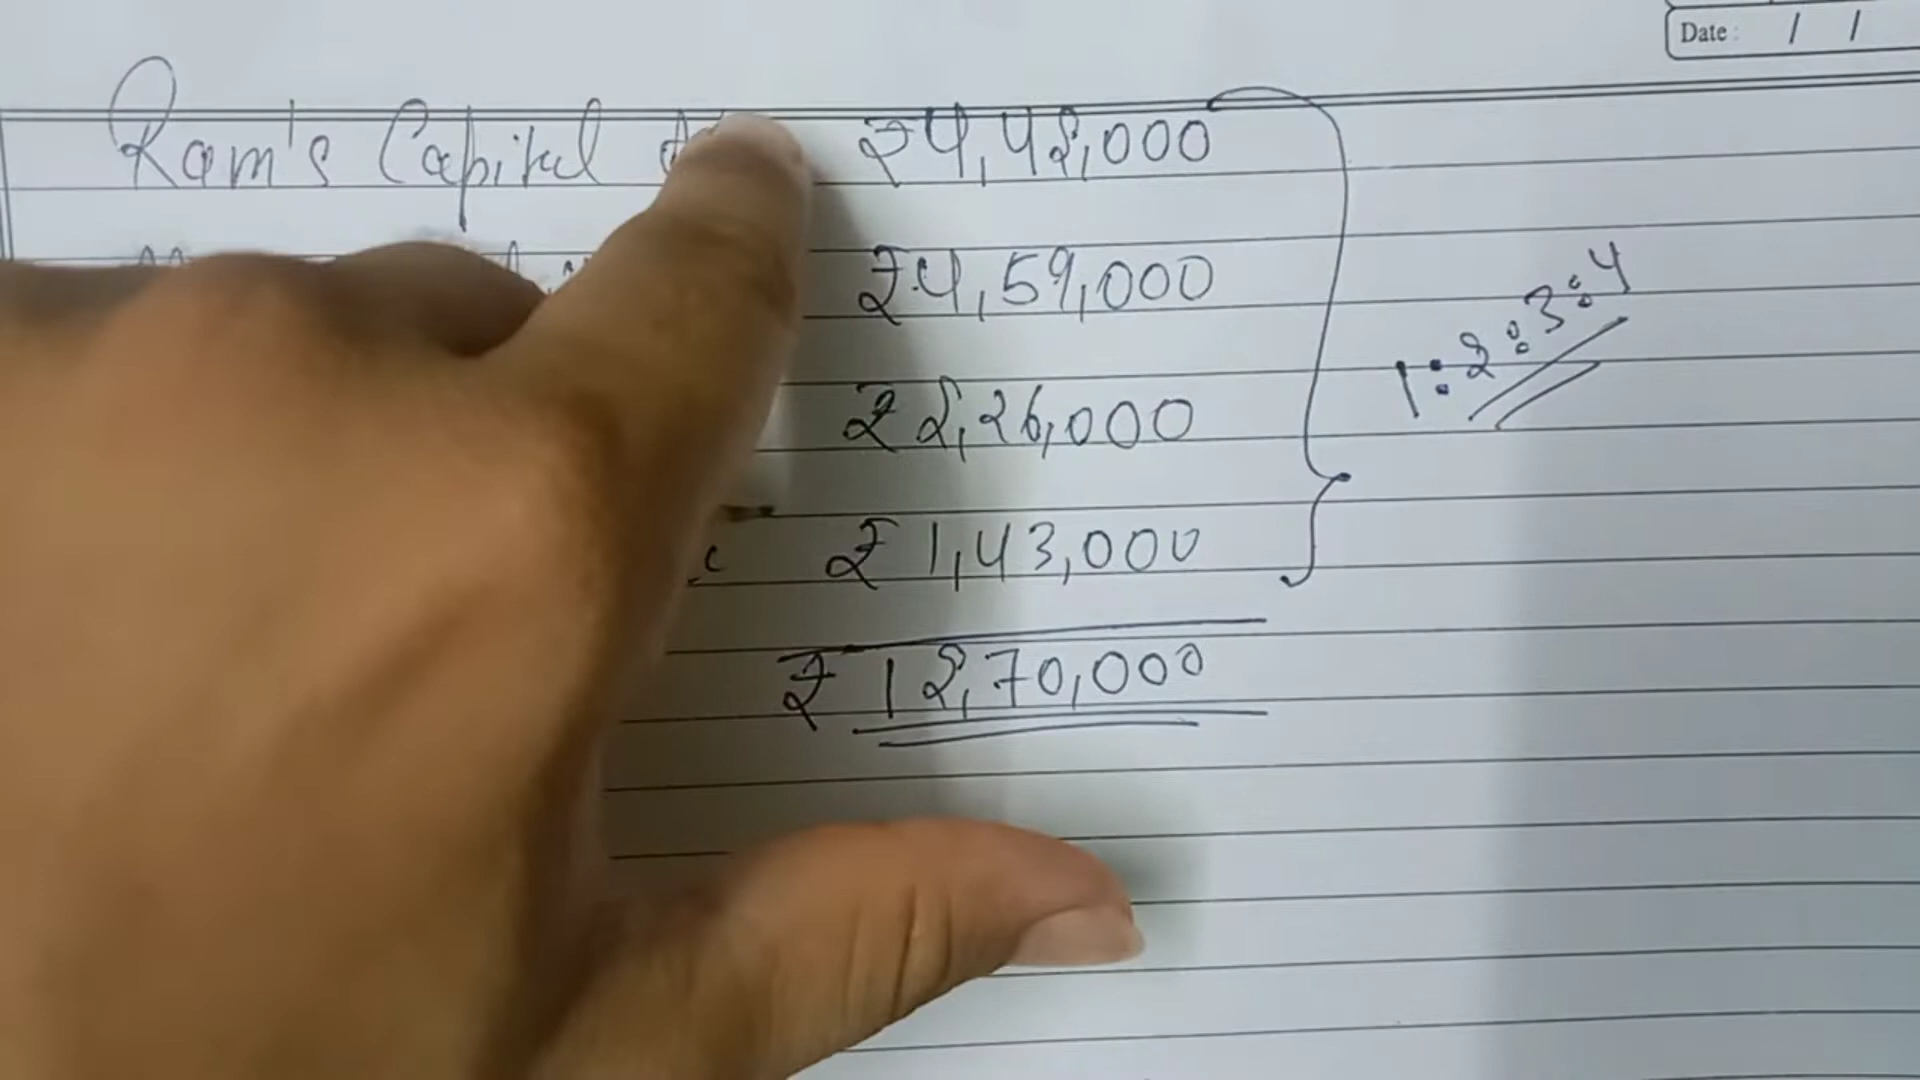 Date : / /
Ram's Capital ₹4,42,000
₹4,59,000
1:2:3:4
₹2,26,000
₹1,43,000
₹12,70,000